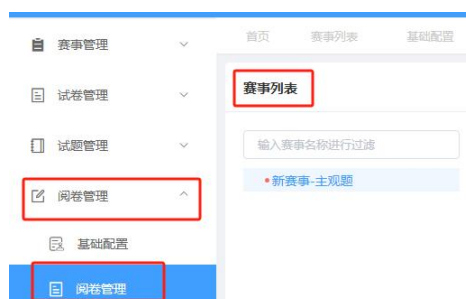 首页 赛事列表 基础配置
赛事管理
试卷管理
试题管理
阅卷管理
基础配置
阅卷管理
赛事列表
输入赛事名称进行过滤
新赛事-主观题